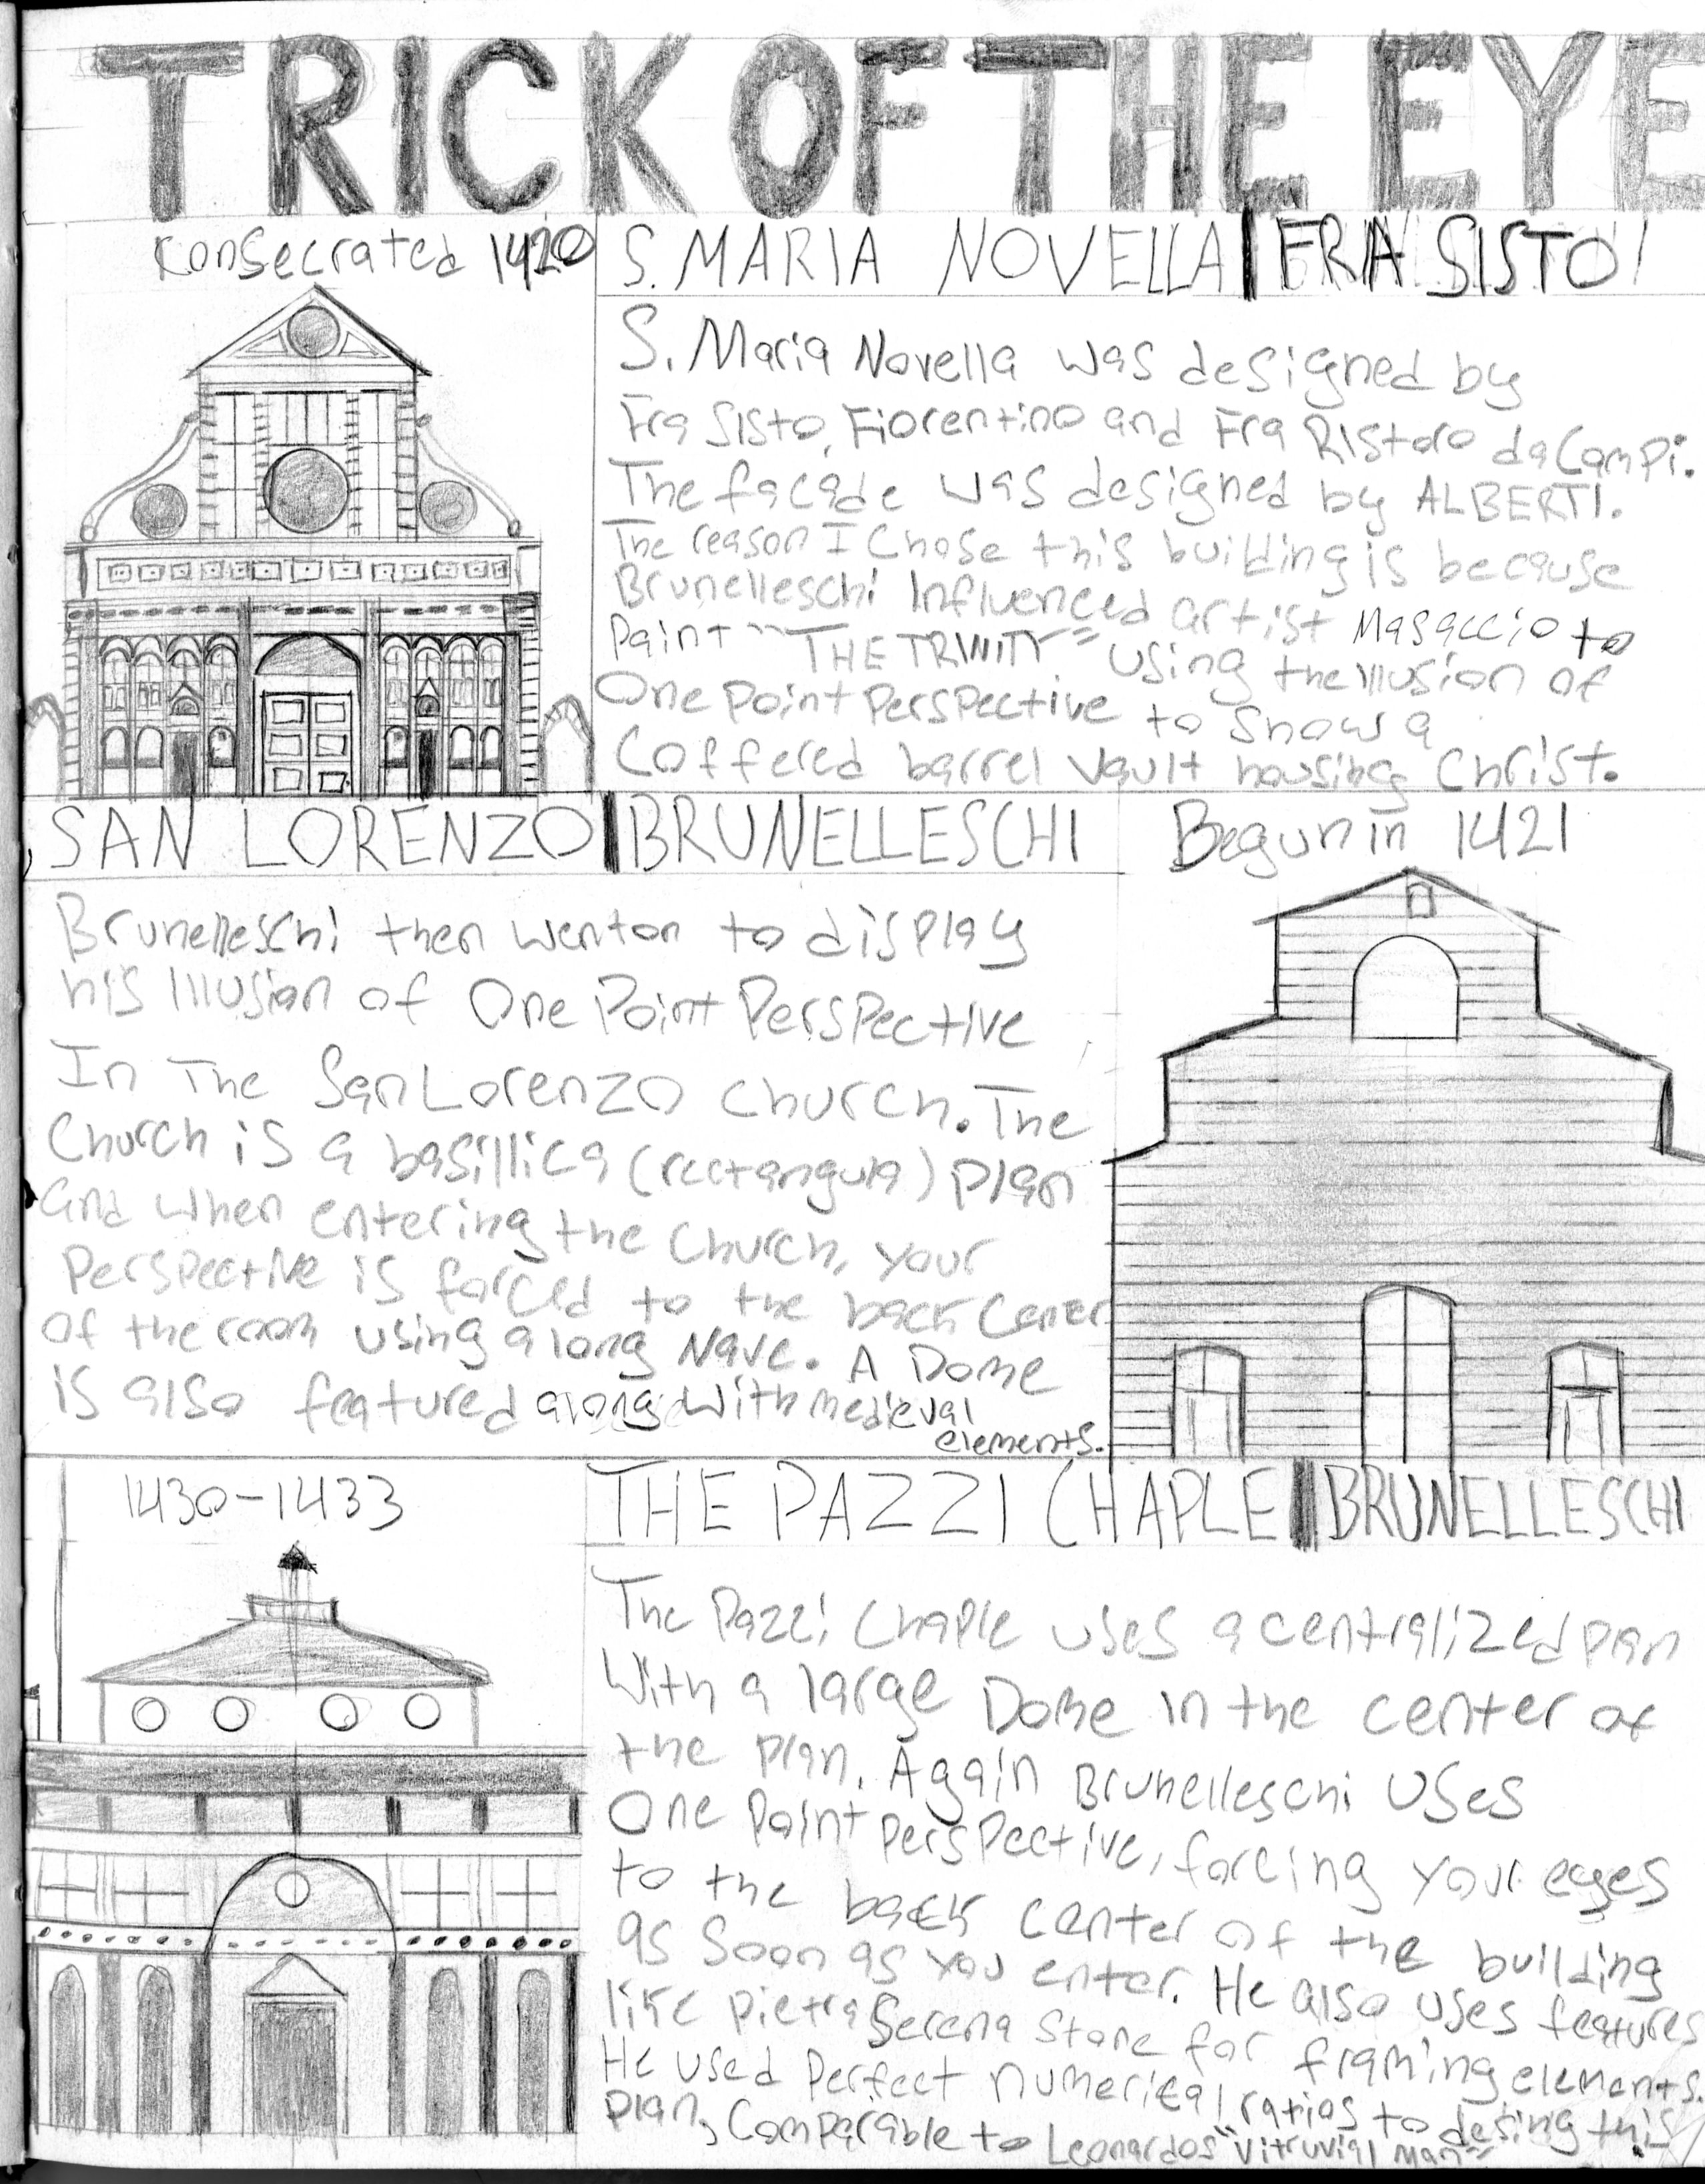 TRICK OF THE EYE
Konsecrated 1420
S. MARIA NOVELLA | FRA SISTO
S. Maria Novella was designed by
Fra Sisto, Fiorentino and Fra Ristoro da Campi.
The facade was designed by ALBERTI.
The reason I Chose this building is because
Brunelleschi Influenced artist Masaccio to
Paint "THE TRINITY" using the Illusion of
One Point Perspective to show a
Coffered barrel Vault housing Christ.
SAN LORENZO | BRUNELLESCHI
Begun in 1421
Brunelleschi then went on to display
his Illusion of One Point Perspective
In The San Lorenzo church. The
Church is a basillica (rectangula) plan
and when entering the Church, your
Perspective is forced to the back Cener
of the room using a long Nave. A Dome
is also featured along with medieval
elements.
1430-1433
THE PAZZI CHAPLE | BRUNELLESCHI
The Pazzi Chaple uses a centralized plan
With a large Dome in the center of
the plan. Again Brunelleschi Uses
One Point Perspective, forcing your eyes
to the back center of the building
as Soon as you enter. He also uses features
like pietra Serena Stone for framing elements.
He used Perfect numerical ratios to desing this
plan, Comparable to Leonardos "Vitruvial Man"